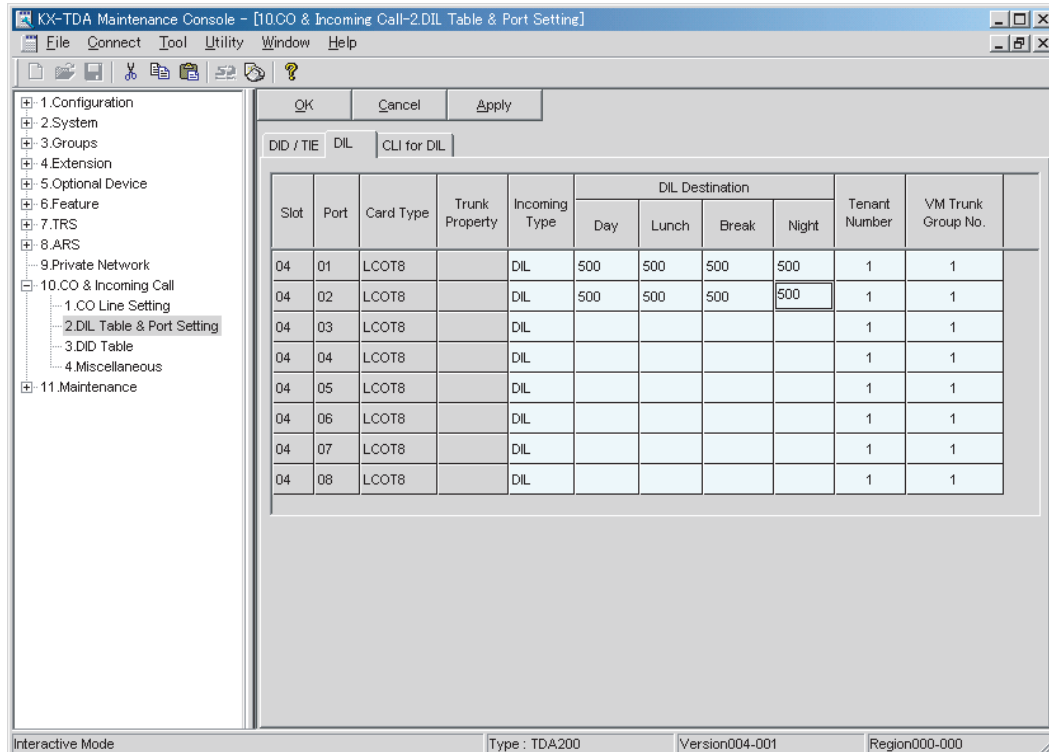 KX-TDA Maintenance Console - [10.CO & Incoming Call-2.DIL Table & Port Setting]
File Connect Tool Utility Window Help
1.Configuration
2.System
3.Groups
4.Extension
5.Optional Device
6.Feature
7.TRS
8.ARS
9.Private Network
10.CO & Incoming Call
1.CO Line Setting
2.DIL Table & Port Setting
3.DID Table
4.Miscellaneous
11.Maintenance
OK Cancel Apply
DID / TIE DIL CLI for DIL
Slot Port Card Type Trunk Property Incoming Type DIL Destination Tenant Number VM Trunk Group No.
Day Lunch Break Night
04 01 LCOT8 DIL 500 500 500 500 1 1
04 02 LCOT8 DIL 500 500 500 500 1 1
04 03 LCOT8 DIL 1 1
04 04 LCOT8 DIL 1 1
04 05 LCOT8 DIL 1 1
04 06 LCOT8 DIL 1 1
04 07 LCOT8 DIL 1 1
04 08 LCOT8 DIL 1 1
Interactive Mode Type : TDA200 Version004-001 Region000-000